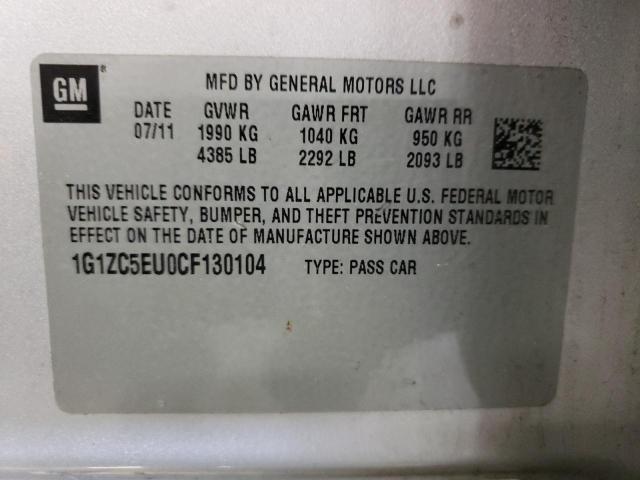 GM ®
MFD BY GENERAL MOTORS LLC
DATE GVWR GAWR FRT GAWR RR
07/11 1990 KG 1040 KG 950 KG
4385 LB 2292 LB 2093 LB
THIS VEHICLE CONFORMS TO ALL APPLICABLE U.S. FEDERAL MOTOR
VEHICLE SAFETY, BUMPER, AND THEFT PREVENTION STANDARDS IN
EFFECT ON THE DATE OF MANUFACTURE SHOWN ABOVE.
1G1ZC5EU0CF130104 TYPE: PASS CAR